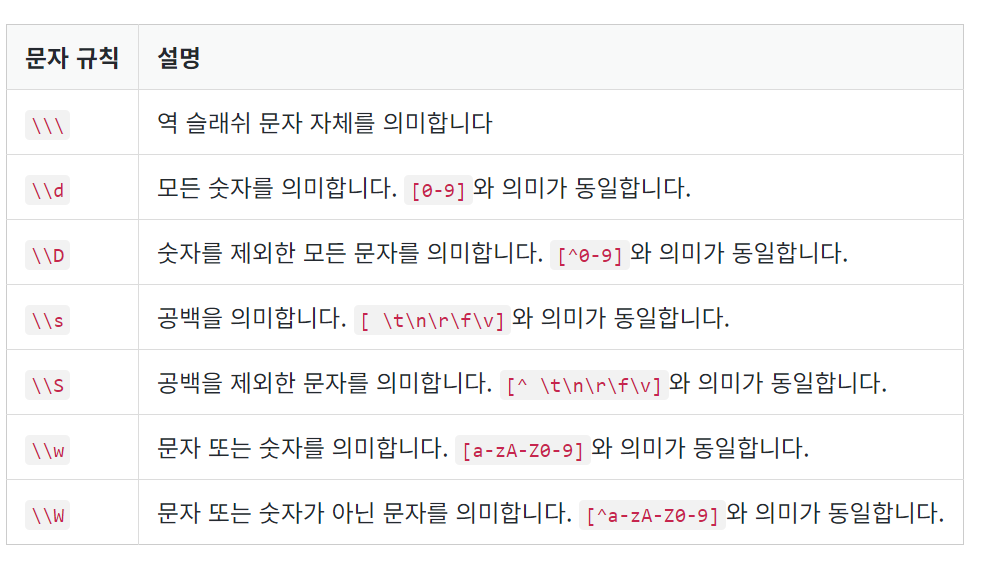 문자 규칙 설명
\\\ 역 슬래쉬 문자 자체를 의미합니다
\\d 모든 숫자를 의미합니다. [0-9]와 의미가 동일합니다.
\\D 숫자를 제외한 모든 문자를 의미합니다. [^0-9]와 의미가 동일합니다.
\\s 공백을 의미합니다. [ \t\n\r\f\v]와 의미가 동일합니다.
\\S 공백을 제외한 문자를 의미합니다. [^ \t\n\r\f\v]와 의미가 동일합니다.
\\w 문자 또는 숫자를 의미합니다. [a-zA-Z0-9]와 의미가 동일합니다.
\\W 문자 또는 숫자가 아닌 문자를 의미합니다. [^a-zA-Z0-9]와 의미가 동일합니다.